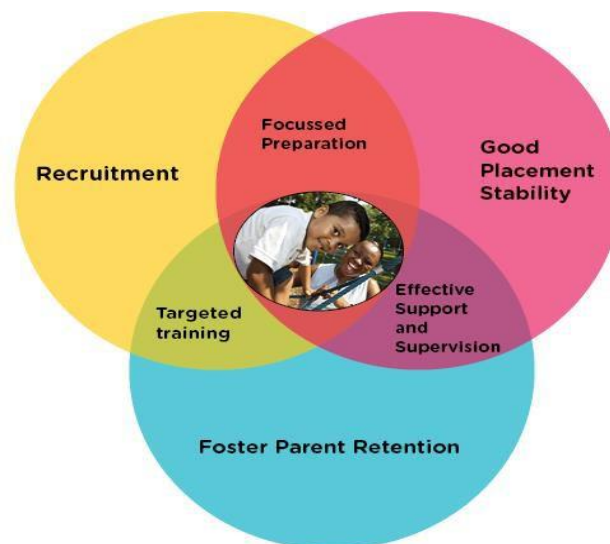 Focussed
Preparation
Recruitment
Good
Placement
Stability
Targeted
training
Effective
Support
and
Supervision
Foster Parent Retention